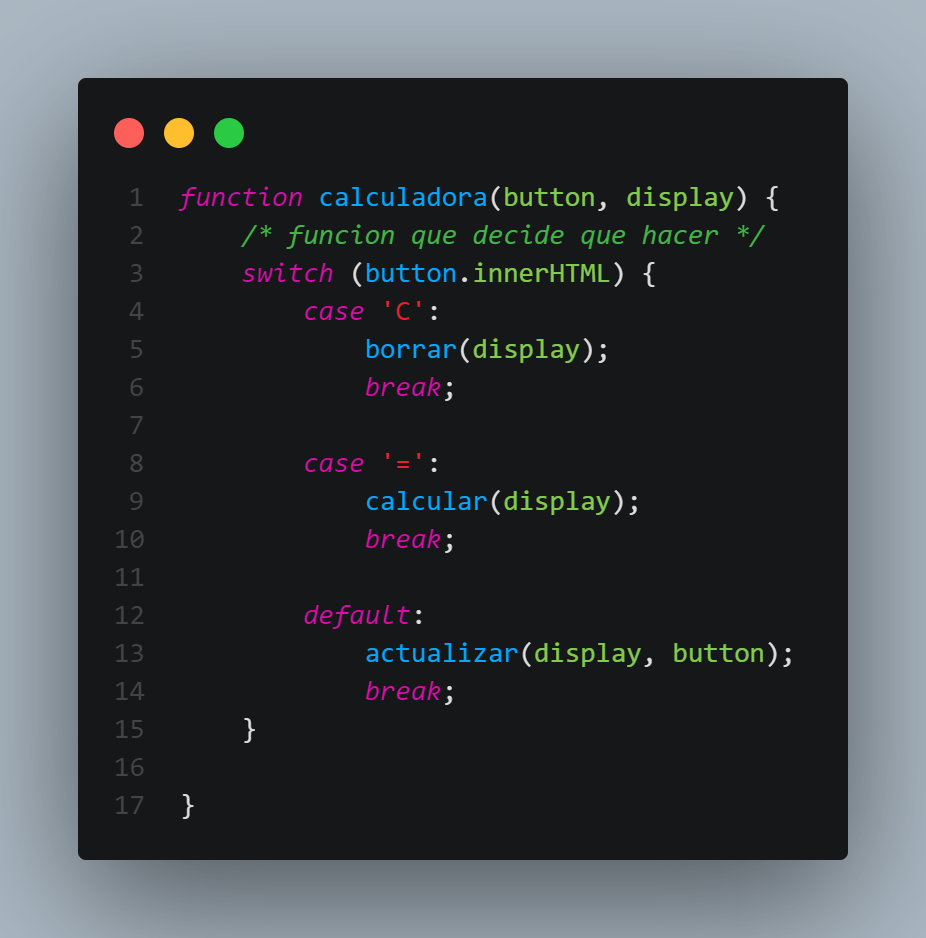 1 function calculadora(button, display) {
2     /* funcion que decide que hacer */
3     switch (button.innerHTML) {
4         case 'C':
5             borrar(display);
6             break;
7
8         case '=':
9             calcular(display);
10             break;
11
12         default:
13             actualizar(display, button);
14             break;
15     }
16
17 }